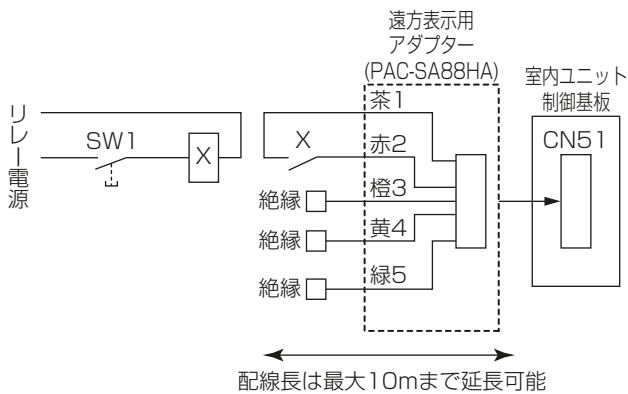 遠方表示用
アダプター
(PAC-SA88HA)
室内ユニット
制御基板
リレー電源
SW1
X
X
茶1
赤2
橙3
黄4
緑5
絶縁
絶縁
絶縁
CN51
配線長は最大10mまで延長可能